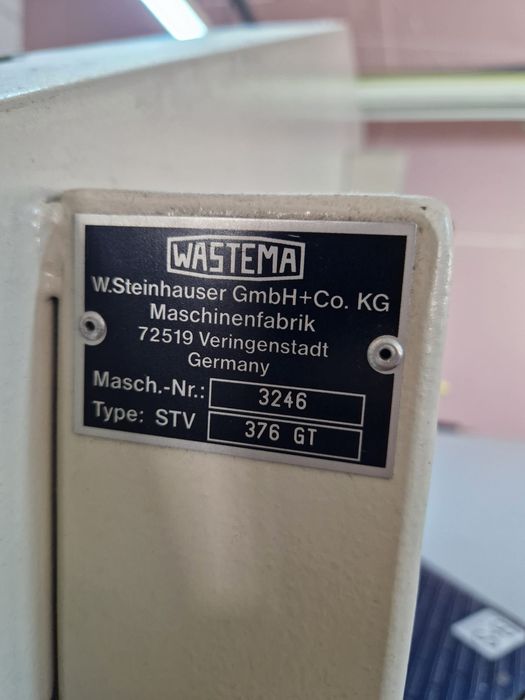 WASTEMA
W.Steinhauser GmbH+Co. KG
Maschinenfabrik
72519 Veringenstadt
Germany
Masch.-Nr.: 3246
Type: STV 376 GT